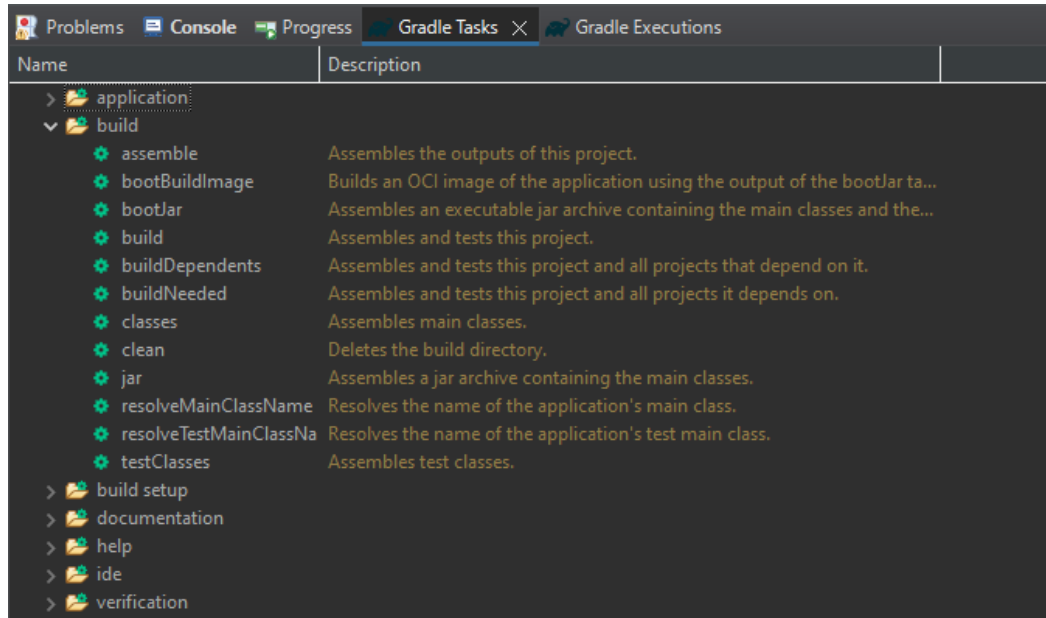 Problems Console Progress Gradle Tasks Gradle Executions
Name Description
application
build
assemble Assembles the outputs of this project.
bootBuildImage Builds an OCI image of the application using the output of the bootJar ta...
bootJar Assembles an executable jar archive containing the main classes and the...
build Assembles and tests this project.
buildDependents Assembles and tests this project and all projects that depend on it.
buildNeeded Assembles and tests this project and all projects it depends on.
classes Assembles main classes.
clean Deletes the build directory.
jar Assembles a jar archive containing the main classes.
resolveMainClassName Resolves the name of the application's main class.
resolveTestMainClassNa Resolves the name of the application's test main class.
testClasses Assembles test classes.
build setup
documentation
help
ide
verification